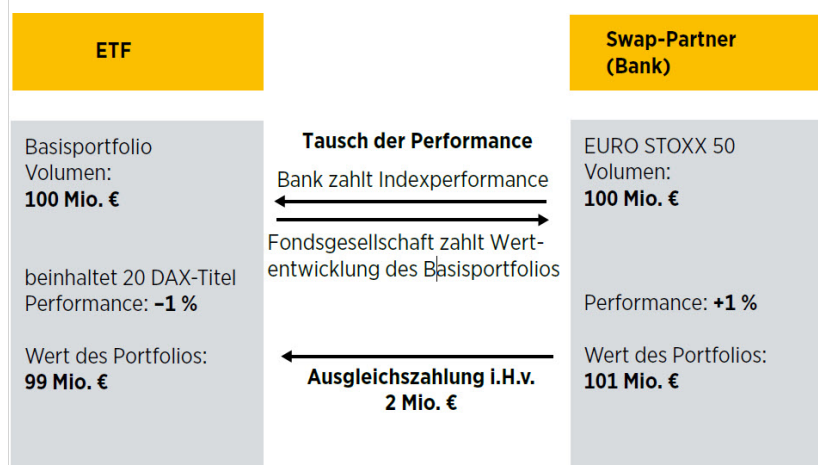 ETF
Swap-Partner
(Bank)
Basisportfolio
Volumen:
100 Mio. €
beinhaltet 20 DAX-Titel
Performance: –1 %
Wert des Portfolios:
99 Mio. €
Tausch der Performance
Bank zahlt Indexperformance
Fondsgesellschaft zahlt Wert-
entwicklung des Basisportfolios
Ausgleichszahlung i.H.v.
2 Mio. €
EURO STOXX 50
Volumen:
100 Mio. €
Performance: +1 %
Wert des Portfolios:
101 Mio. €